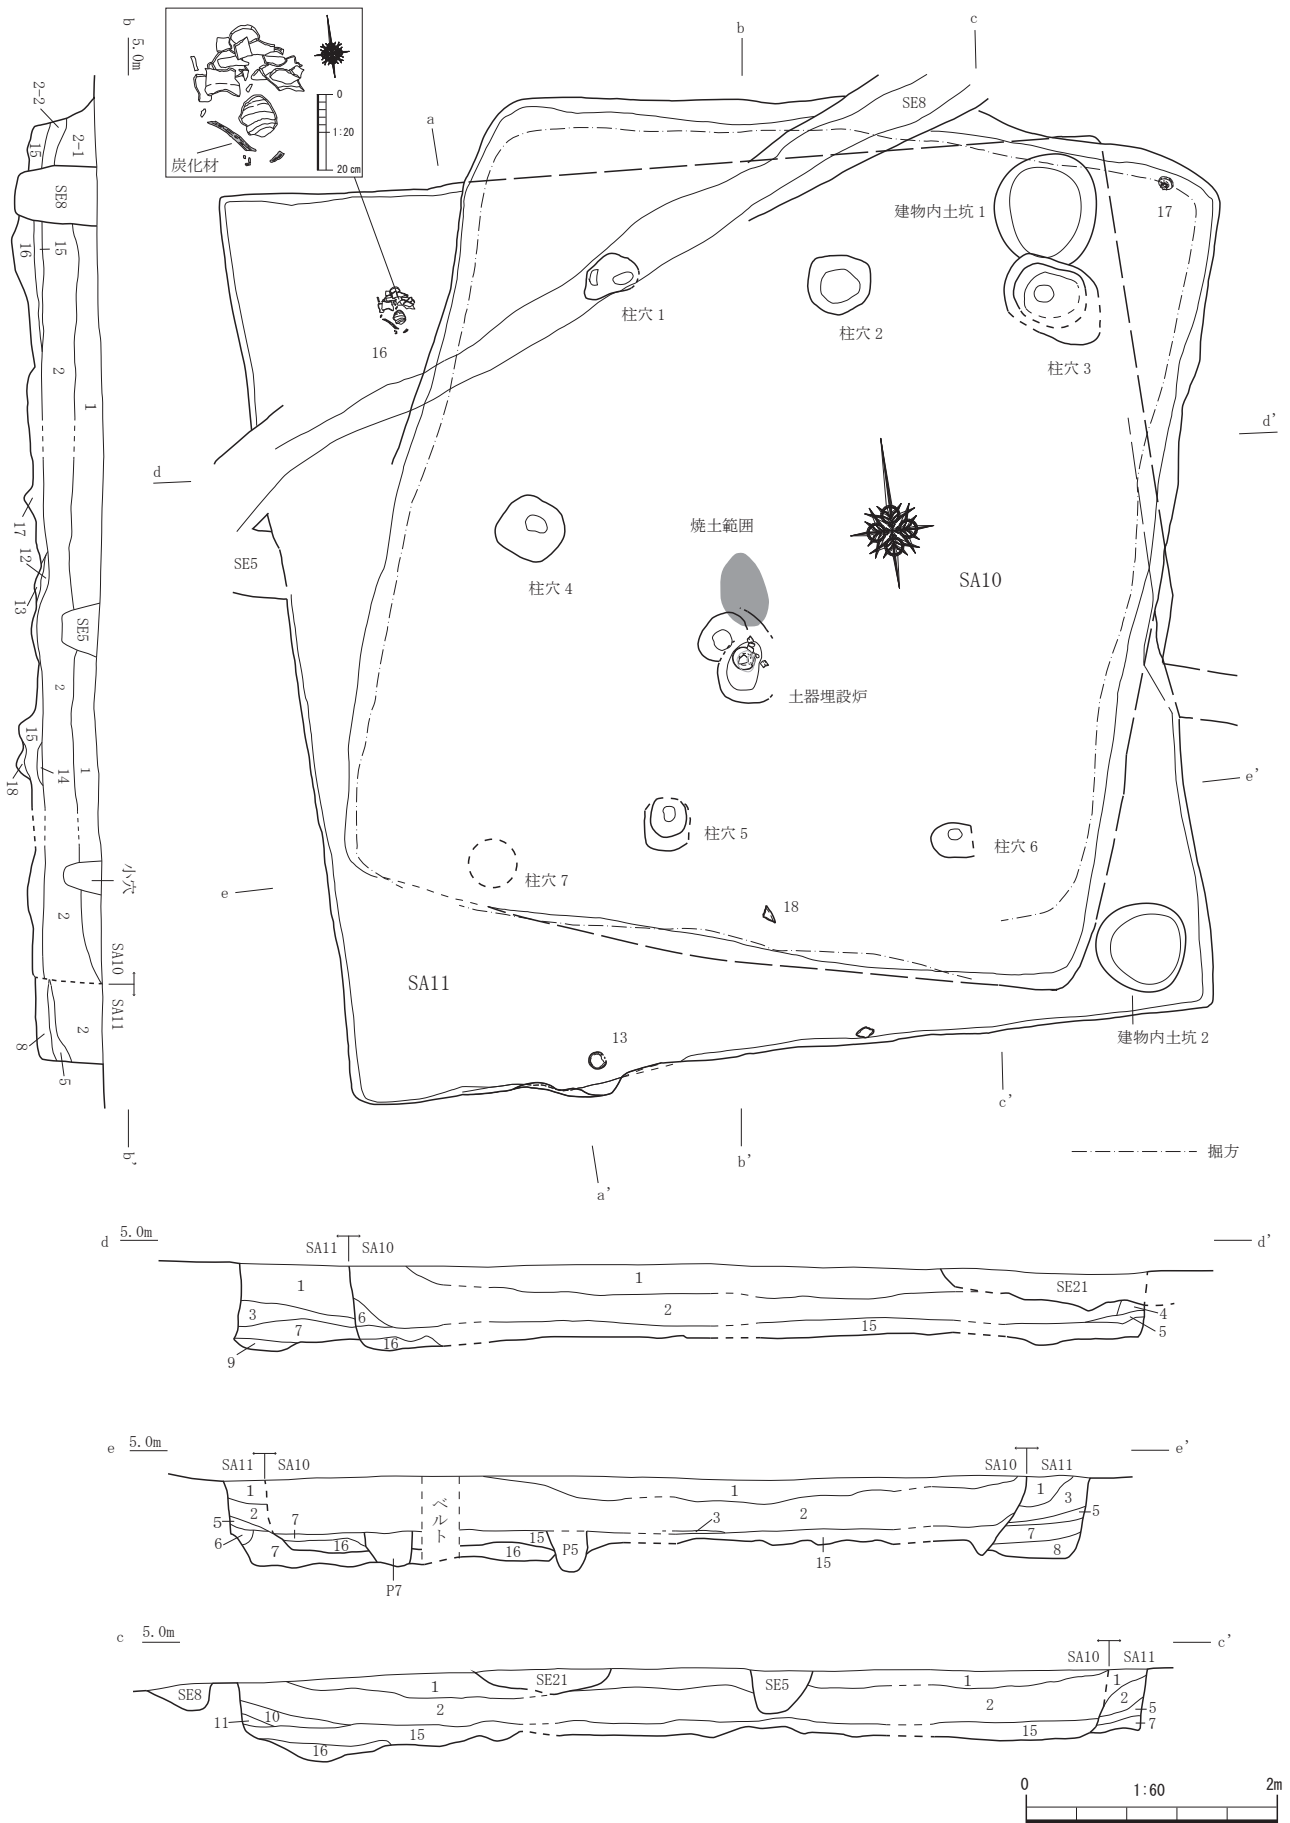 b
5.0m
2-2
2-1
15
SE8
16
15
2
1
17
12
13
SE5
2
15
14
1
18
小穴
2
SA10
SA11
2
8
5
b'
0
1:20
20 cm
炭化材
a
b
c
SE8
建物内土坑 1
17
柱穴 1
柱穴 2
柱穴 3
16
d
d'
焼土範囲
SE5
柱穴 4
SA10
土器埋設炉
e'
柱穴 5
柱穴 6
柱穴 7
e
18
SA11
13
建物内土坑 2
c'
b'
a'
掘方
d
5.0m
SA11
SA10
d'
1
1
SE21
3
6
2
4
7
15
5
9
16
e
5.0m
SA11
SA10
SA10
SA11
e'
1
ベルト
1
1
3
2
7
3
2
5
5
6
7
16
15
16
P5
15
7
8
P7
c
5.0m
SA10
SA11
c'
SE8
1
SE21
SE5
1
1
2
11
10
2
2
5
7
15
15
16
0
1:60
2m